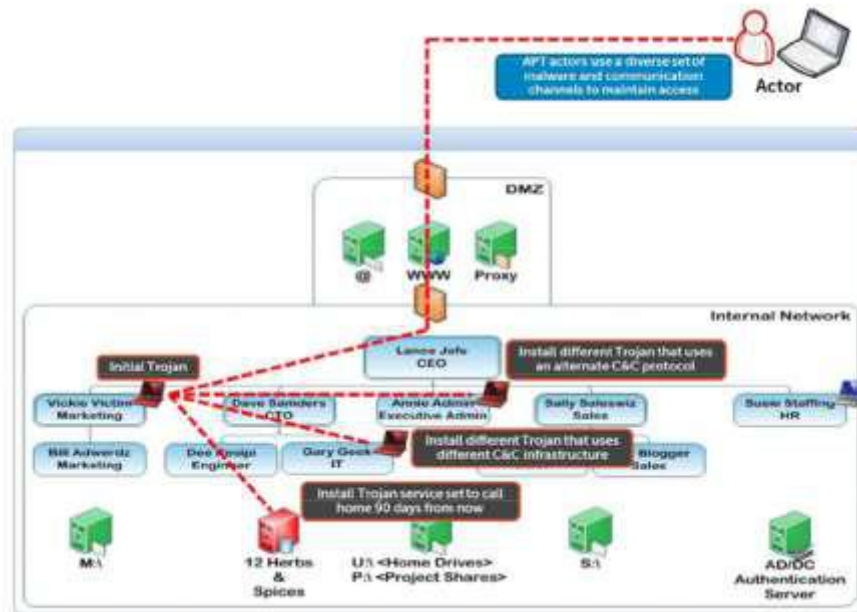 APT actors use a diverse set of
malware and communication
channels to maintain access
Actor
DMZ
@
WWW
Proxy
Internal Network
Lance Jefe
CEO
Initial Trojan
Install different Trojan that uses
an alternate C&C protocol
Vickie Victim
Marketing
Dave Sanders
CTO
Annie Admin
Executive Admin
Sally Saleswiz
Sales
Susie Staffing
HR
Bill Adwerdz
Marketing
Dee
Engineer
Gary Geek
IT
Install different Trojan that uses
different C&C infrastructure
Blogger
Sales
Install Trojan service set to call
home 90 days from now
M:\
12 Herbs
&
Spices
U:\ <Home Drives>
P:\ <Project Shares>
S:\
AD/DC
Authentication
Server